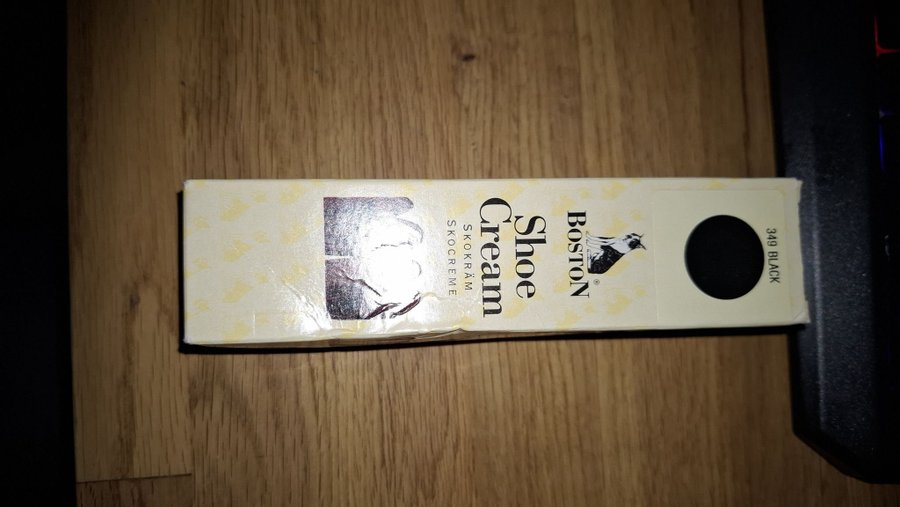 349 BLACK
BOSTON®
Shoe
Cream
SKOKRÄM
SKOCREME